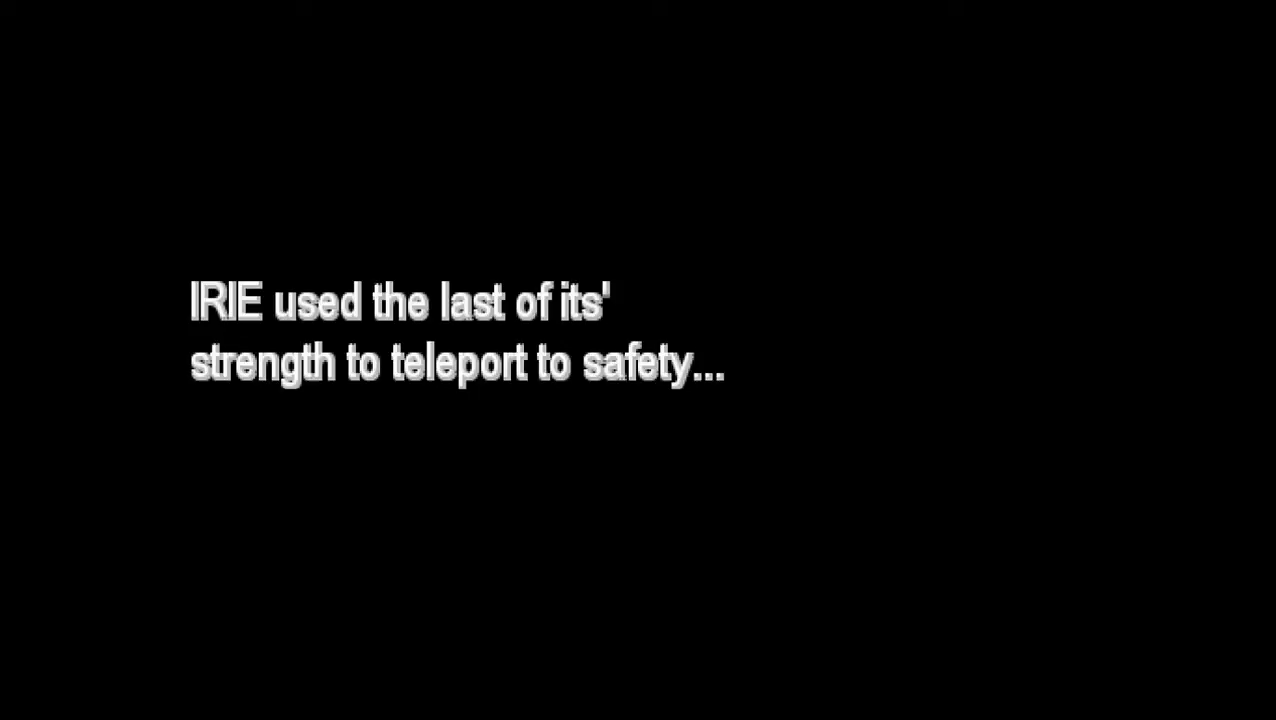 IRIE used the last of its'
strength to teleport to safety...